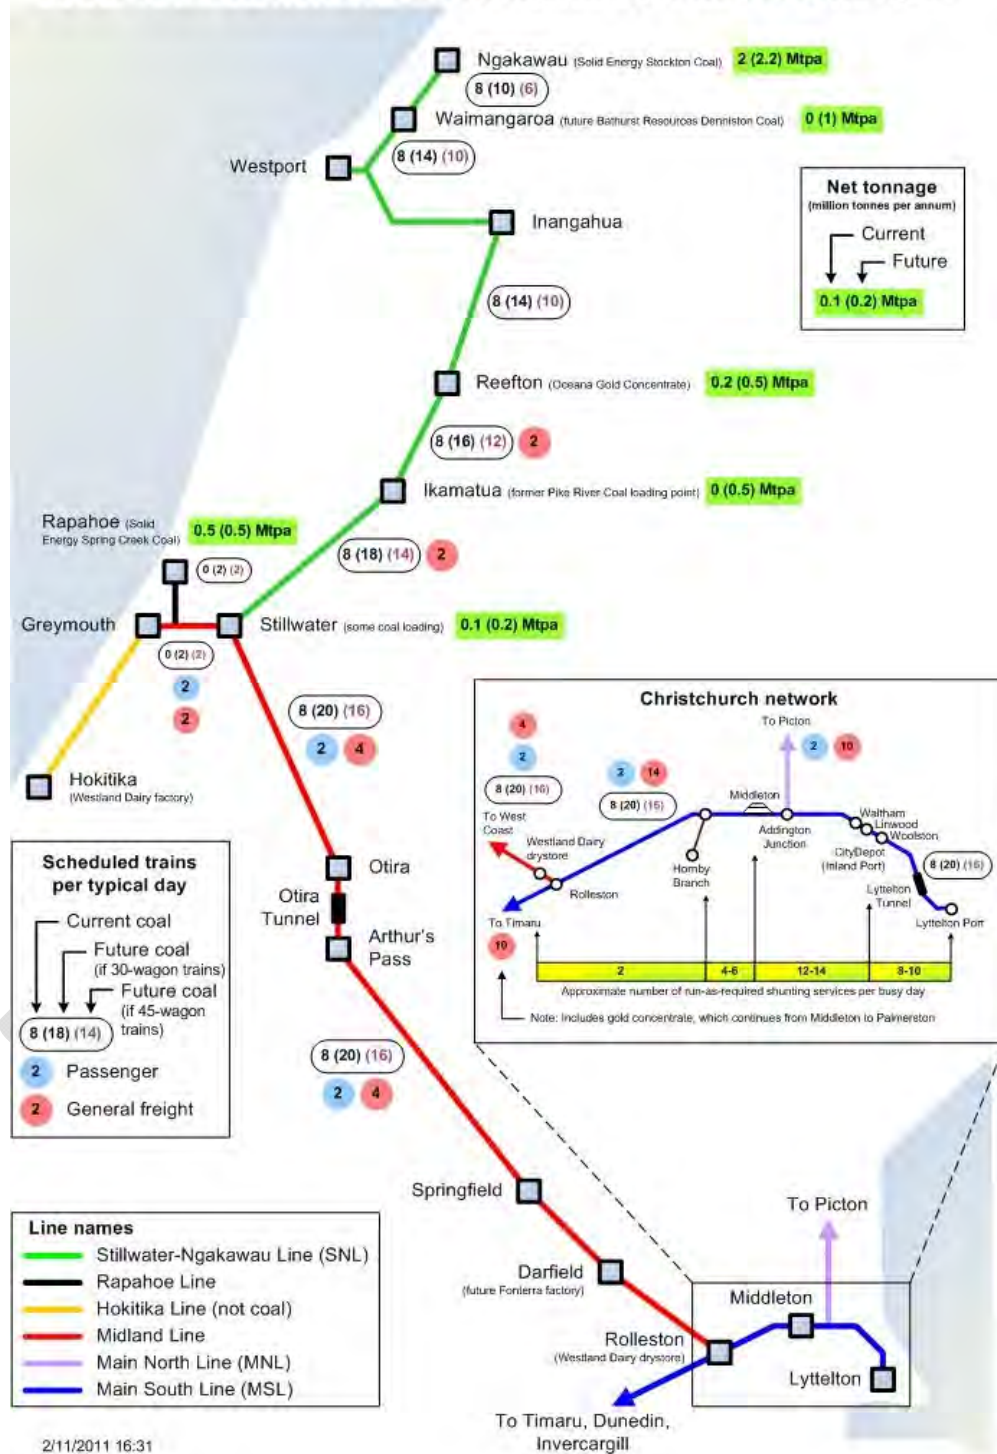 Ngakawau (Solid Energy Stockton Coal) 2 (2.2) Mtpa
8 (10) (6)
Waimangaroa (future Bathurst Resources Denniston Coal) 0 (1) Mtpa
8 (14) (10)
Westport
Inangahua
Net tonnage
(million tonnes per annum)
Current
Future
0.1 (0.2) Mtpa
8 (14) (10)
Reefton (Oceana Gold Concentrate) 0.2 (0.5) Mtpa
8 (16) (12) 2
Ikamatua (former Pike River Coal loading point) 0 (0.5) Mtpa
Rapahoe (Solid
Energy Spring Creek Coal)
0.5 (0.5) Mtpa
8 (18) (14) 2
0 (2) (2)
Greymouth
Stillwater (some coal loading) 0.1 (0.2) Mtpa
0 (2) (2)
2
2
8 (20) (16)
2 4
Hokitika
(Westland Dairy factory)
Christchurch network
To Picton
4
2
8 (20) (16)
2 14
8 (20) (16)
2 10
Middleton
To West
Coast
Westland Dairy
drystore
Addington
Junction
Waltham
Linwood
Woolston
CityDepot
(Inland Port)
8 (20) (16)
Hornby
Branch
Rolleston
Lyttelton
Tunnel
To Timaru
10
Lyttelton Port
2 4-6 12-14 8-10
Approximate number of run-as-required shunting services per busy day
Note: Includes gold concentrate, which continues from Middleton to Palmerston
Scheduled trains
per typical day
Current coal
Future coal
(if 30-wagon trains)
Future coal
(if 45-wagon
trains)
8 (18) (14)
2 Passenger
2 General freight
Otira
Otira
Tunnel
Arthur's
Pass
8 (20) (16)
2 4
Springfield
Line names
Stillwater-Ngakawau Line (SNL)
Rapahoe Line
Hokitika Line (not coal)
Midland Line
Main North Line (MNL)
Main South Line (MSL)
Darfield
(future Fonterra factory)
To Picton
Middleton
Rolleston
(Westland Dairy drystore)
Lyttelton
To Timaru, Dunedin,
Invercargill
2/11/2011 16:31